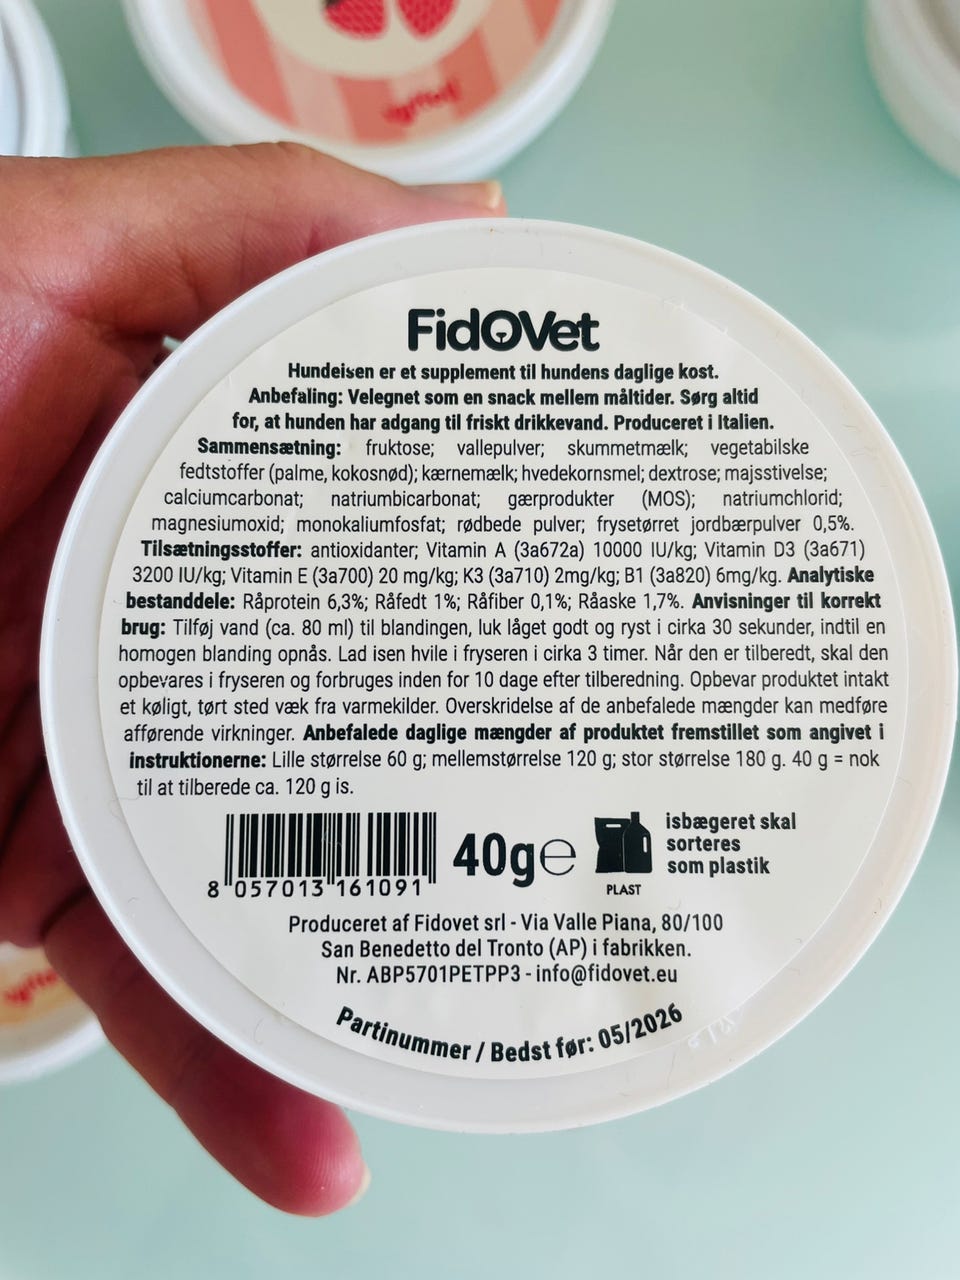 FidOVet
Hundeisen er et supplement til hundens daglige kost.
Anbefaling: Velegnet som en snack mellem måltider. Sørg altid
for, at hunden har adgang til friskt drikkevand. Produceret i Italien.
Sammensætning: fruktose; vallepulver; skummetmælk; vegetabilske
fedtstoffer (palme, kokosnød); kærnemælk; hvedekornsmel; dextrose; majsstivelse;
calciumcarbonat; natriumbicarbonat; gærprodukter (MOS); natriumchlorid;
magnesiumoxid; monokaliumfosfat; rødbede pulver; frysetørret jordbærpulver 0,5%.
Tilsætningsstoffer: antioxidanter; Vitamin A (3a672a) 10000 IU/kg; Vitamin D3 (3a671)
3200 IU/kg; Vitamin E (3a700) 20 mg/kg; K3 (3a710) 2mg/kg; B1 (3a820) 6mg/kg. Analytiske
bestanddele: Råprotein 6,3%; Råfedt 1%; Råfiber 0,1%; Råaske 1,7%. Anvisninger til korrekt
brug: Tilføj vand (ca. 80 ml) til blandingen, luk låget godt og ryst i cirka 30 sekunder, indtil en
homogen blanding opnås. Lad isen hvile i fryseren i cirka 3 timer. Når den er tilberedt, skal den
opbevares i fryseren og forbruges inden for 10 dage efter tilberedning. Opbevar produktet intakt
et køligt, tørt sted væk fra varmekilder. Overskridelse af de anbefalede mængder kan medføre
afførende virkninger. Anbefalede daglige mængder af produktet fremstillet som angivet i
instruktionerne: Lille størrelse 60 g; mellemstørrelse 120 g; stor størrelse 180 g. 40 g = nok
til at tilberede ca. 120 g is.
8 057013 161091
40g℮
PLAST
isbægeret skal
sorteres
som plastik
Produceret af Fidovet srl - Via Valle Piana, 80/100
San Benedetto del Tronto (AP) i fabrikken.
Nr. ABP5701PETPP3 - info@fidovet.eu
Partinummer / Bedst før: 05/2026